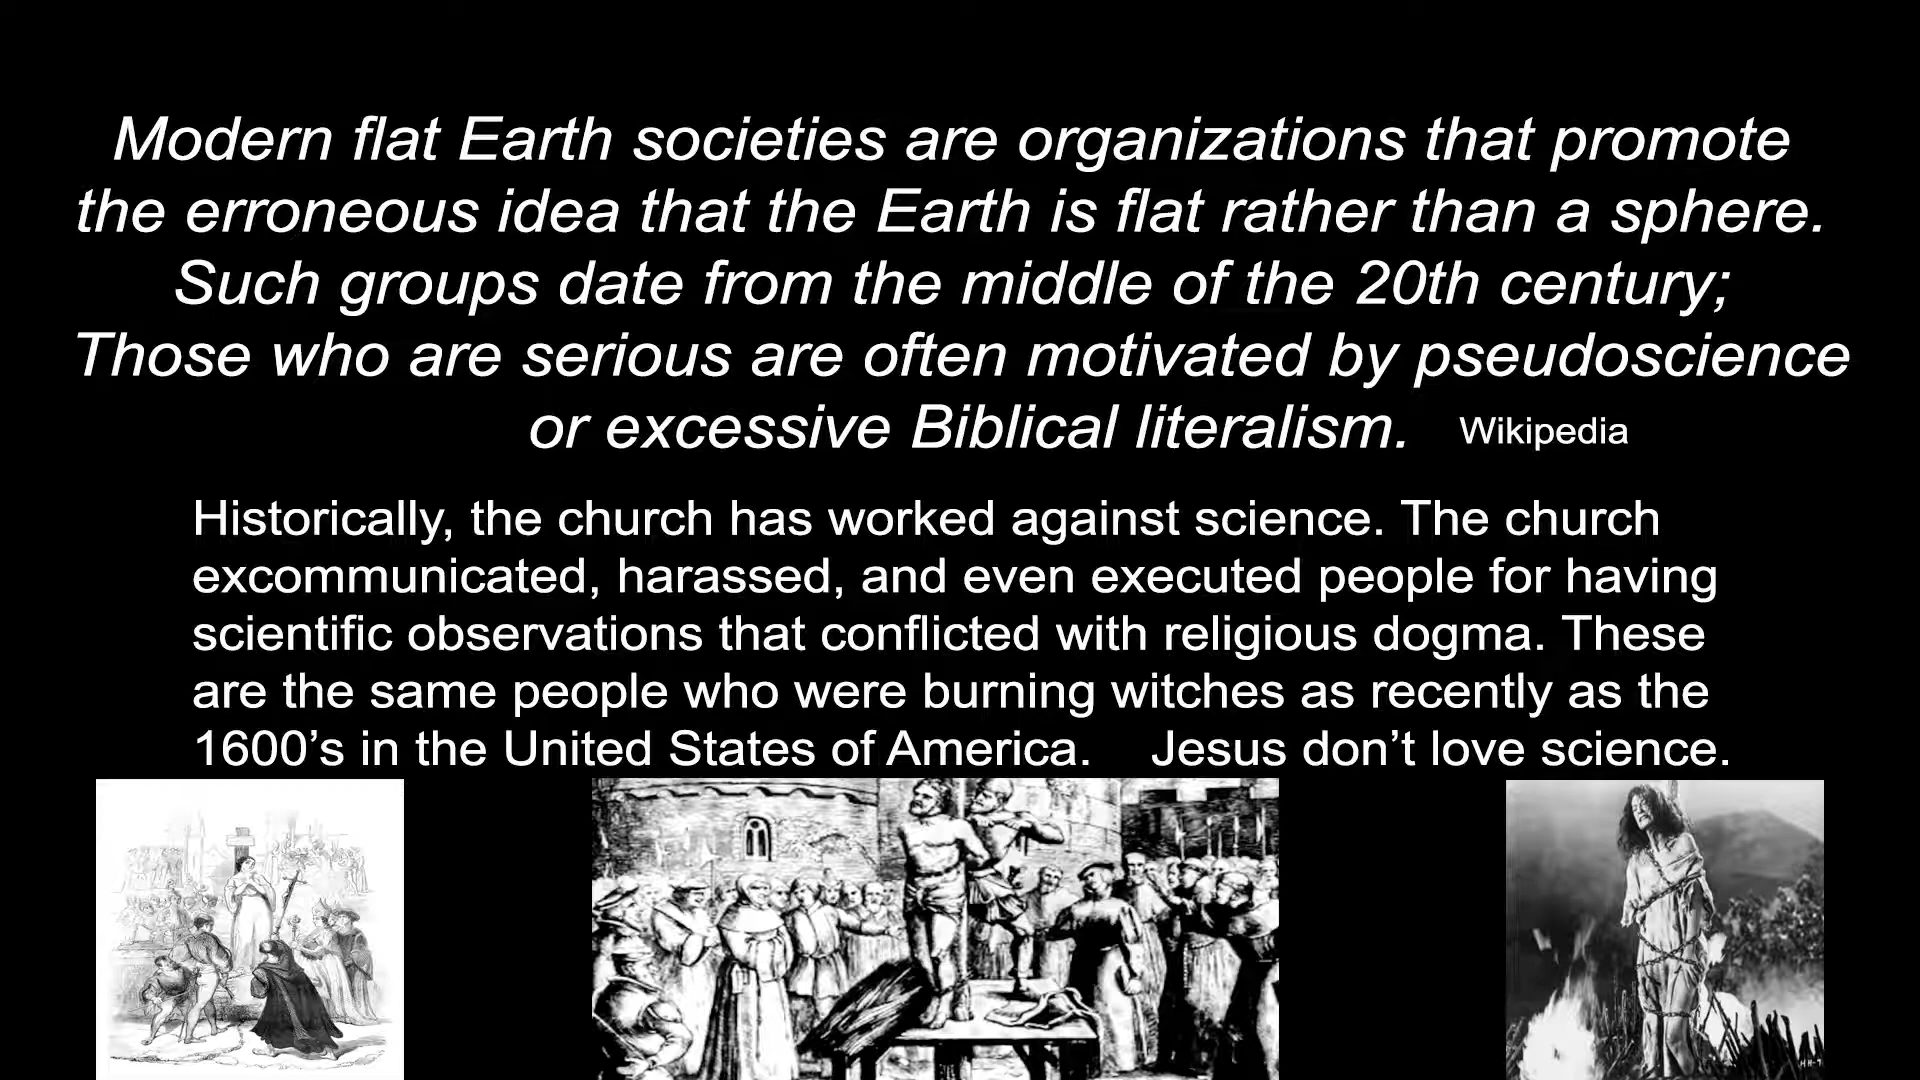 Modern flat Earth societies are organizations that promote
the erroneous idea that the Earth is flat rather than a sphere.
Such groups date from the middle of the 20th century;
Those who are serious are often motivated by pseudoscience
or excessive Biblical literalism. Wikipedia
Historically, the church has worked against science. The church
excommunicated, harassed, and even executed people for having
scientific observations that conflicted with religious dogma. These
are the same people who were burning witches as recently as the
1600’s in the United States of America. Jesus don’t love science.